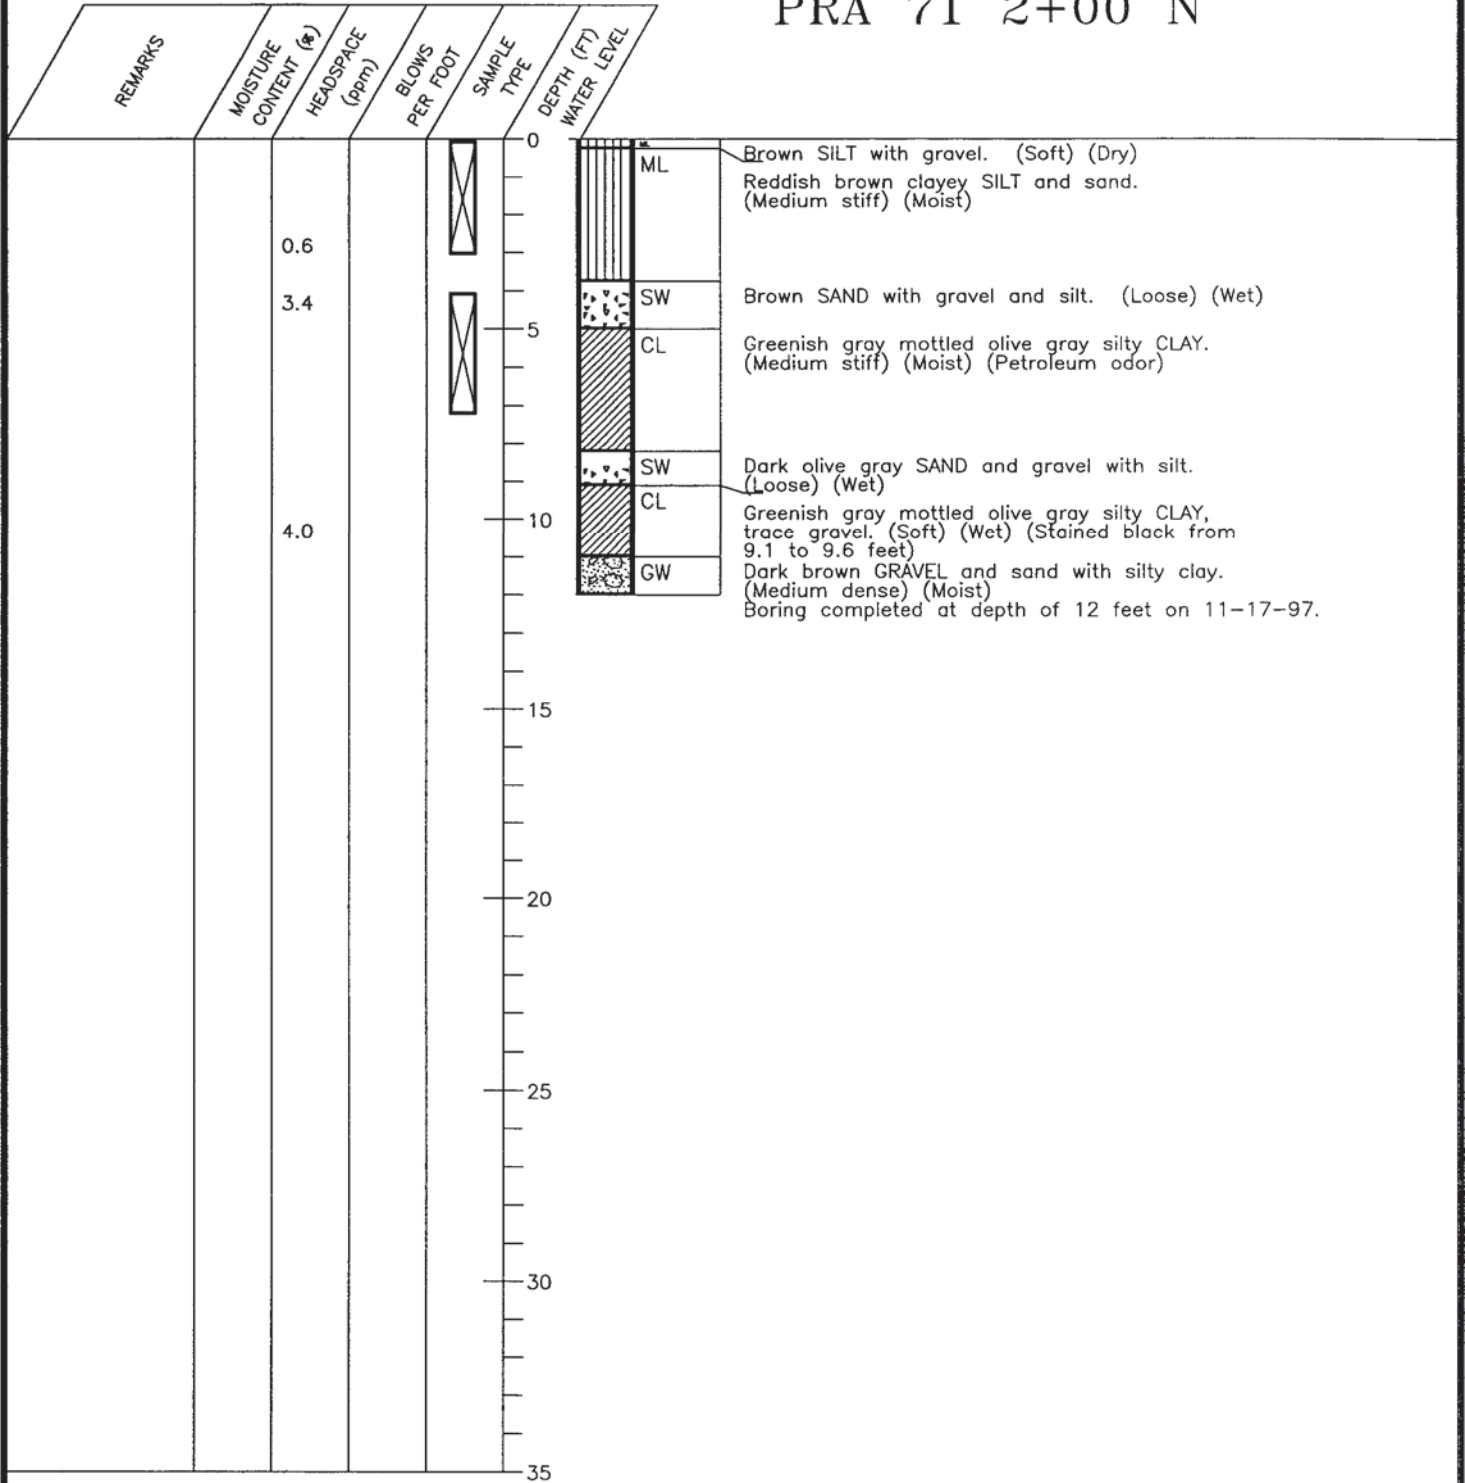 PRA 71 2+00 N
REMARKS
MOISTURE
CONTENT (%)
HEADSPACE
(ppm)
BLOWS
PER FOOT
SAMPLE
TYPE
DEPTH (FT)
WATER LEVEL
0
ML
Brown SILT with gravel. (Soft) (Dry)
Reddish brown clayey SILT and sand.
(Medium stiff) (Moist)
0.6
3.4
SW
Brown SAND with gravel and silt. (Loose) (Wet)
5
CL
Greenish gray mottled olive gray silty CLAY.
(Medium stiff) (Moist) (Petroleum odor)
SW
Dark olive gray SAND and gravel with silt.
(Loose) (Wet)
CL
10
4.0
Greenish gray mottled olive gray silty CLAY,
trace gravel. (Soft) (Wet) (Stained black from
9.1 to 9.6 feet)
GW
Dark brown GRAVEL and sand with silty clay.
(Medium dense) (Moist)
Boring completed at depth of 12 feet on 11-17-97.
15
20
25
30
35